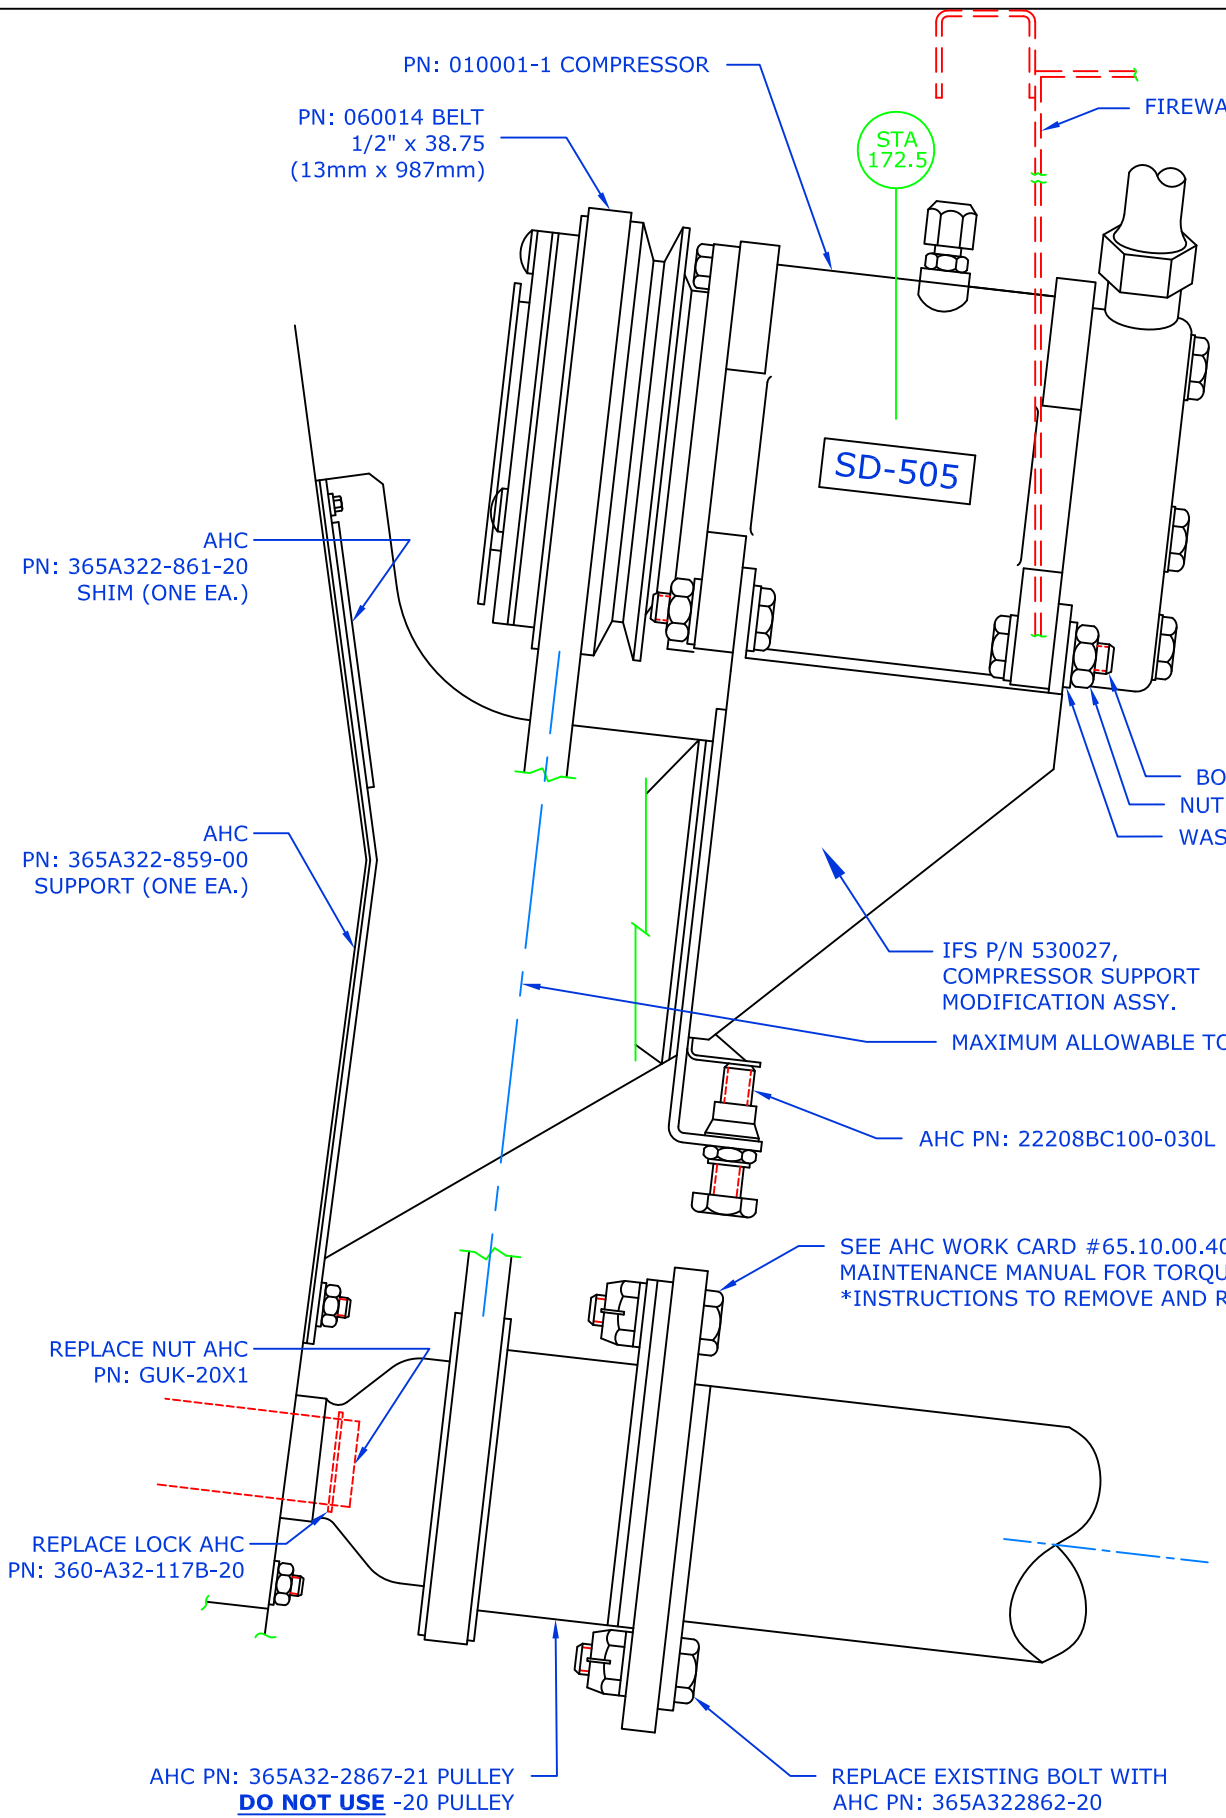 PN: 010001-1 COMPRESSOR
PN: 060014 BELT
1/2" x 38.75
(13mm x 987mm)
STA
172.5
SD-505
AHC
PN: 365A322-861-20
SHIM (ONE EA.)
NUT
AHC
PN: 365A322-859-00
SUPPORT (ONE EA.)
IFS P/N 530027,
COMPRESSOR SUPPORT
MODIFICATION ASSY.
MAXIMUM ALLOWABLE
AHC PN: 22208BC100-030L
SEE AHC WORK CARD #65.10.00.40
MAINTENANCE MANUAL FOR
*INSTRUCTIONS TO REMOVE AND
REPLACE NUT AHC
PN: GUK-20X1
REPLACE LOCK AHC
PN: 360-A32-117B-20
AHC PN: 365A32-2867-21 PULLEY
DO NOT USE -20 PULLEY
REPLACE EXISTING BOLT WITH
AHC PN: 365A322862-20